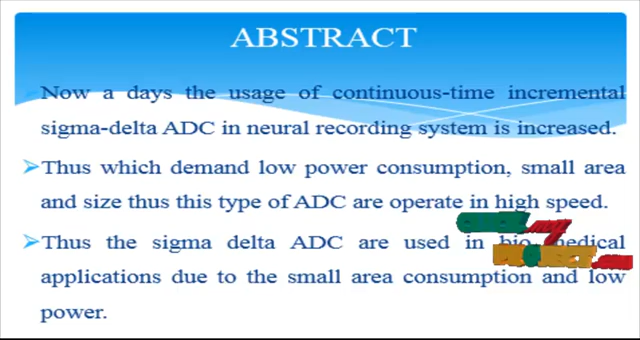 ABSTRACT
Now a days the usage of continuous-time incremental
sigma-delta ADC in neural recording system is increased.
Thus which demand low power consumption, small area
and size thus this type of ADC are operate in high speed.
Thus the sigma delta ADC are used in bio medical
applications due to the small area consumption and low
power.